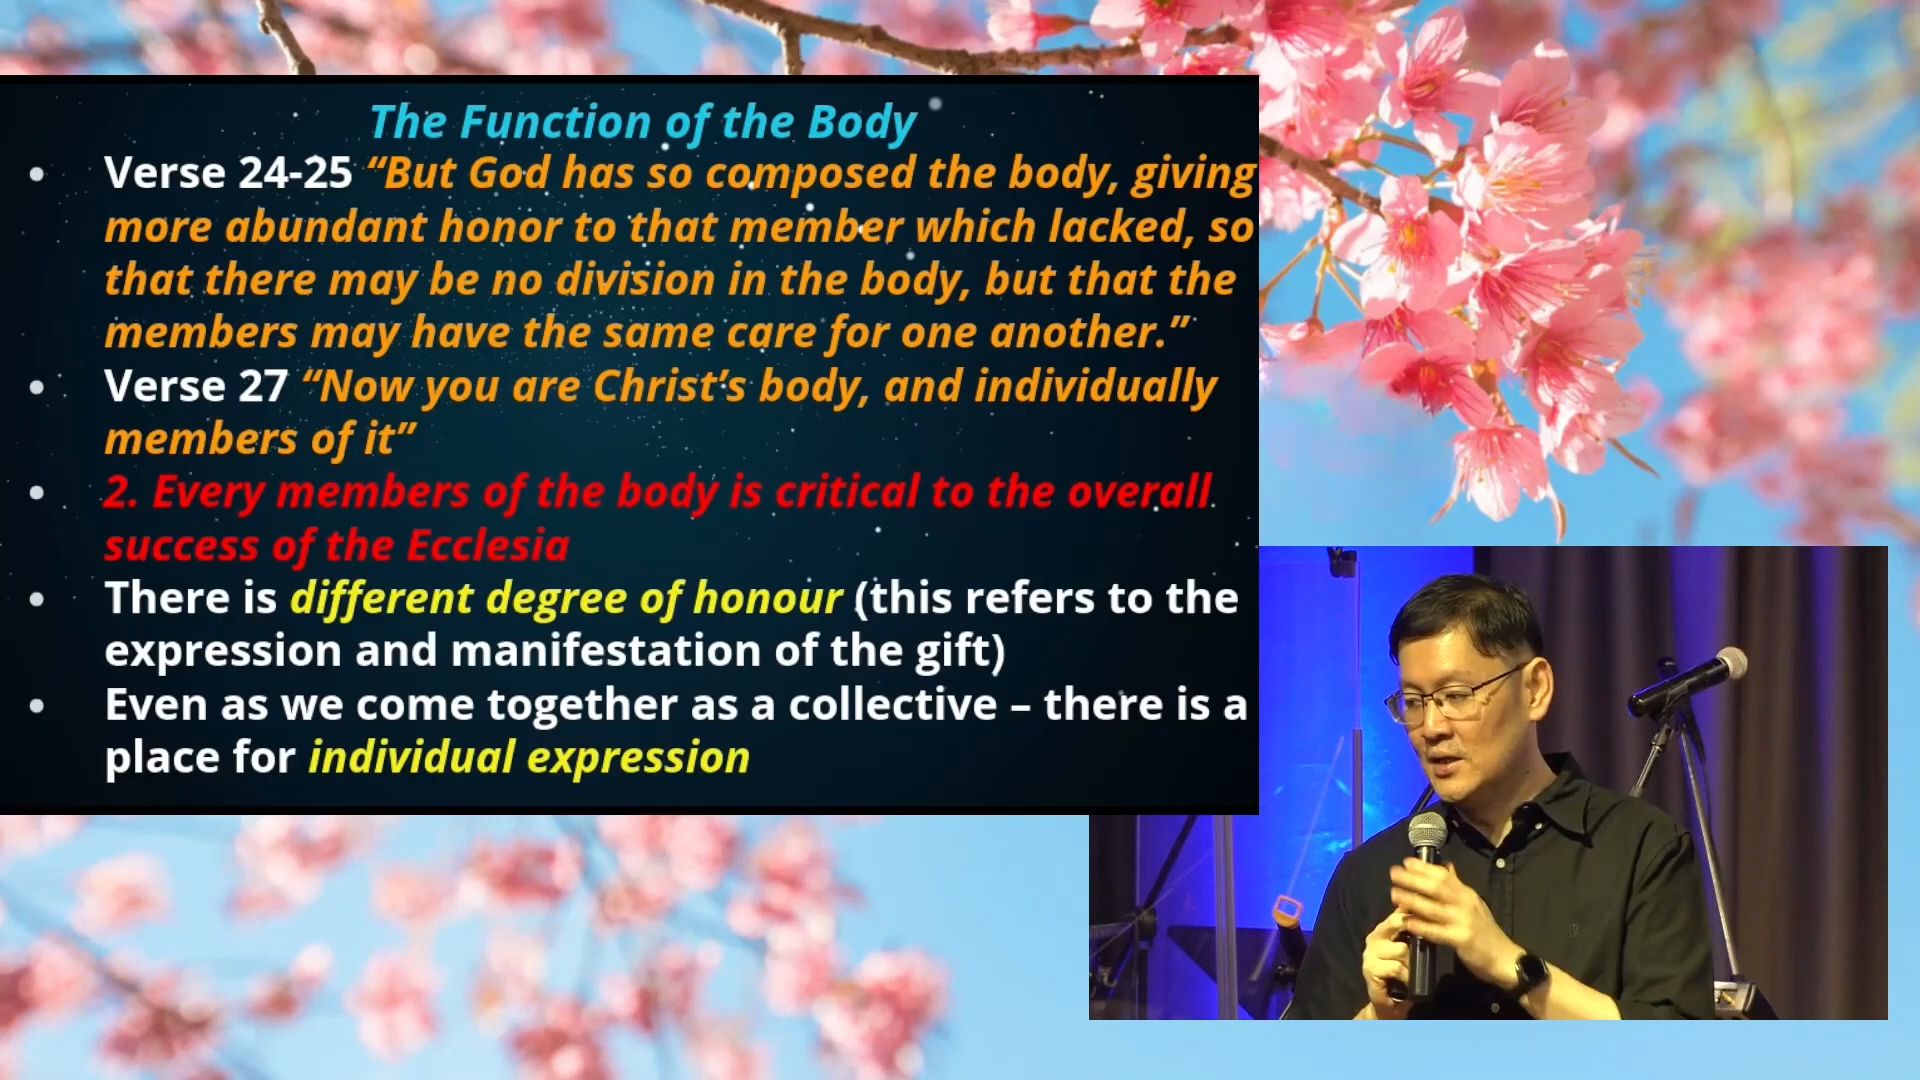 The Function of the Body
• Verse 24-25 “But God has so composed the body, giving
more abundant honor to that member which lacked, so
that there may be no division in the body, but that the
members may have the same care for one another.”
• Verse 27 “Now you are Christ’s body, and individually
members of it”
• 2. Every members of the body is critical to the overall
success of the Ecclesia
• There is different degree of honour (this refers to the
expression and manifestation of the gift)
• Even as we come together as a collective – there is a
place for individual expression